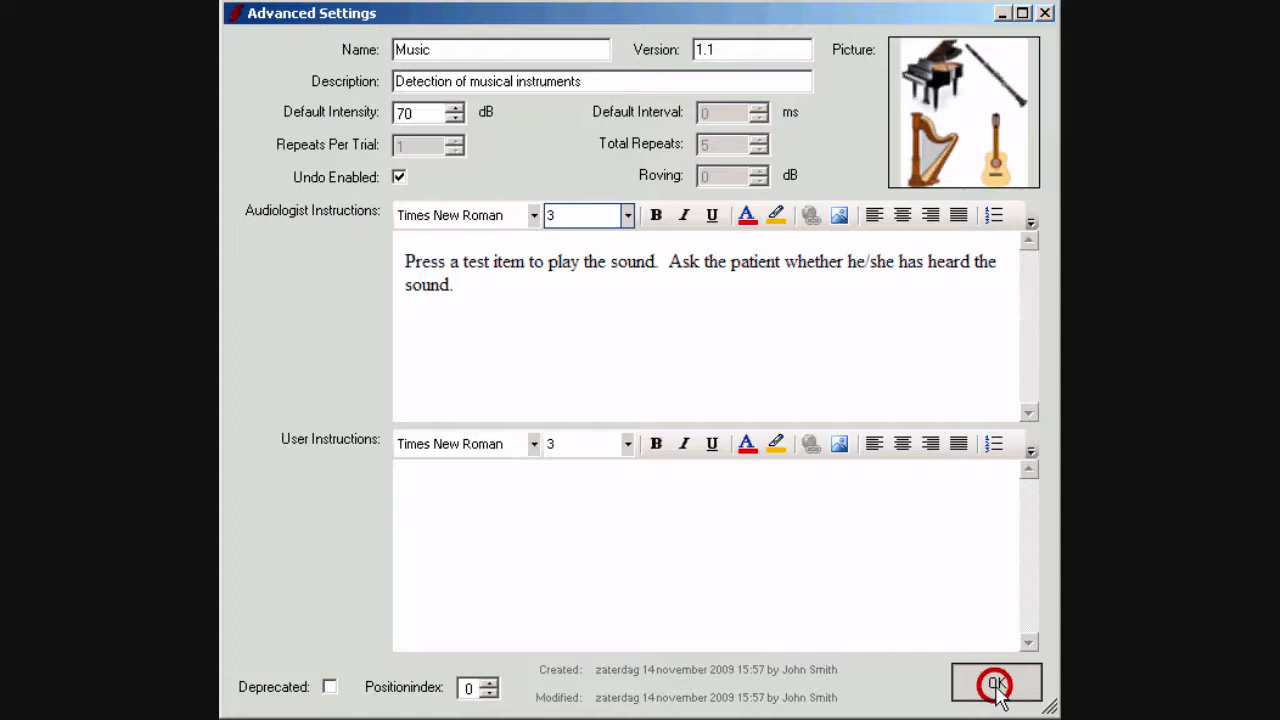 Advanced Settings
Name: Music Version: 1.1 Picture:
Description: Detection of musical instruments
Default Intensity: 70 dB Default Interval: 0 ms
Repeats Per Trial: 1 Total Repeats: 5
Undo Enabled: Roving: 0 dB
Audiologist Instructions: Times New Roman 3 B I U A
Press a test item to play the sound. Ask the patient whether he/she has heard the
sound.
User Instructions: Times New Roman 3 B I U A
Created: zaterdag 14 november 2009 15:57 by John Smith
Deprecated: Positionindex: 0 OK
Modified: zaterdag 14 november 2009 15:57 by John Smith